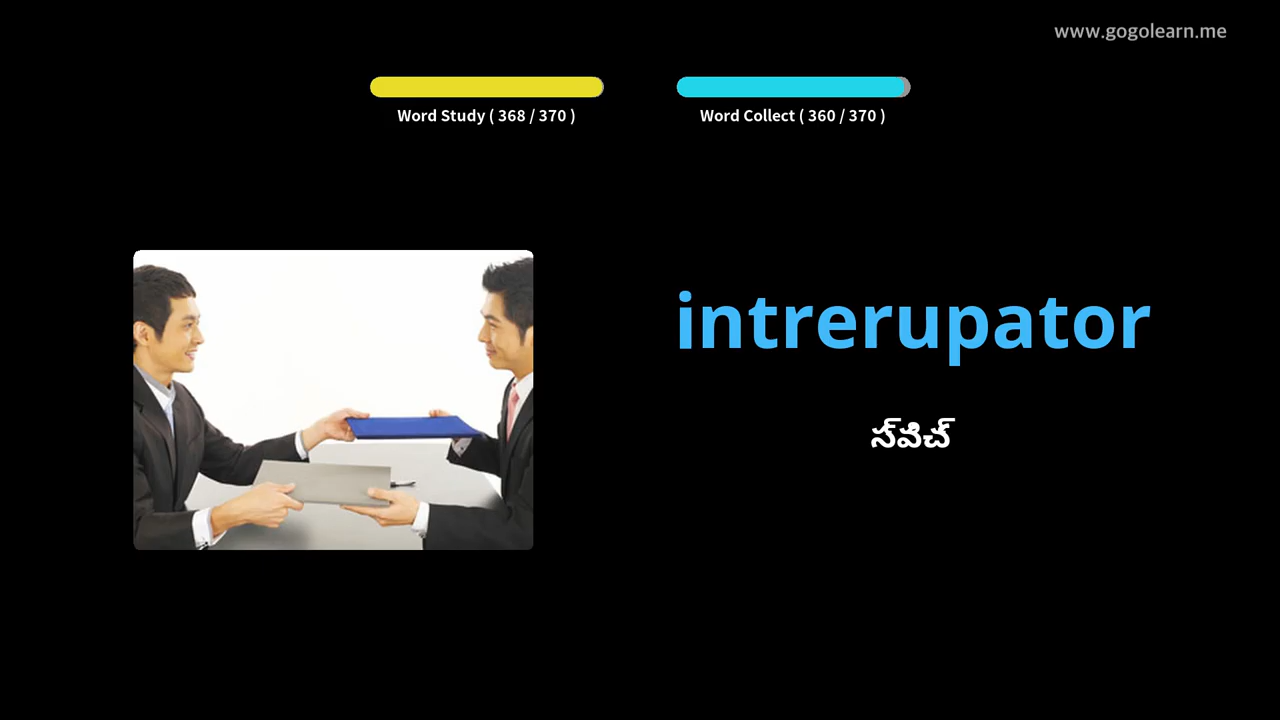 www.gogolearn.me
Word Study ( 368 / 370 )
Word Collect ( 360 / 370 )
intrerupator
స్‌విచ్